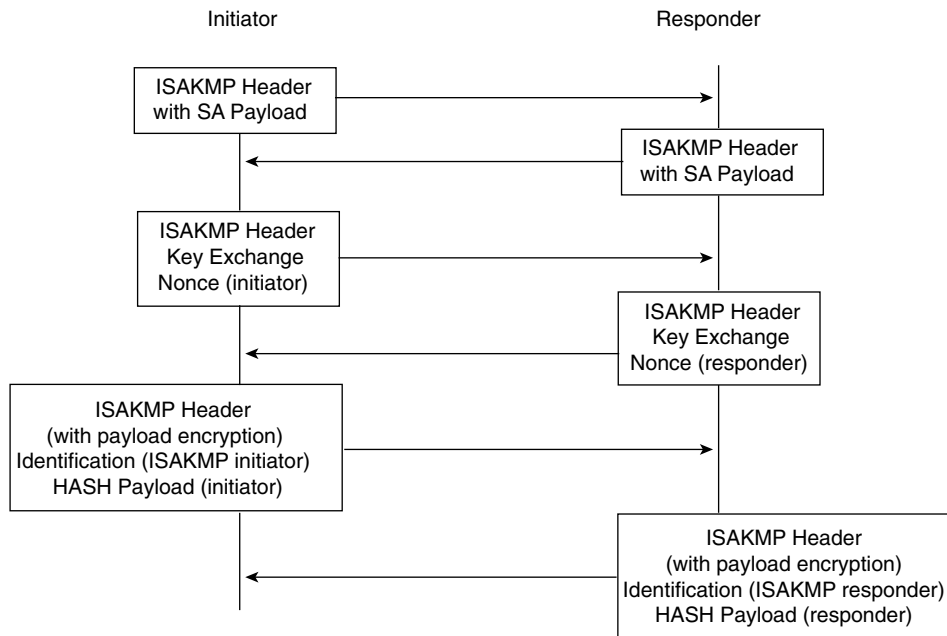 Initiator
Responder
ISAKMP Header
with SA Payload
ISAKMP Header
with SA Payload
ISAKMP Header
Key Exchange
Nonce (initiator)
ISAKMP Header
Key Exchange
Nonce (responder)
ISAKMP Header
(with payload encryption)
Identification (ISAKMP initiator)
HASH Payload (initiator)
ISAKMP Header
(with payload encryption)
Identification (ISAKMP responder)
HASH Payload (responder)